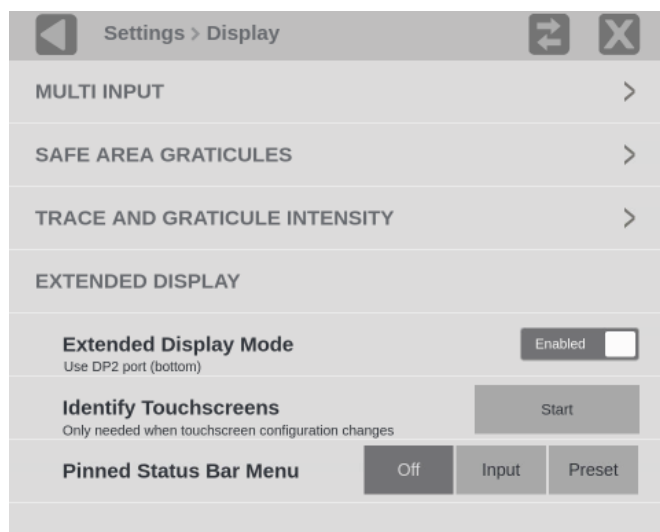 Settings > Display
MULTI INPUT
SAFE AREA GRATICULES
TRACE AND GRATICULE INTENSITY
EXTENDED DISPLAY
Extended Display Mode Enabled
Use DP2 port (bottom)
Identify Touchscreens Start
Only needed when touchscreen configuration changes
Pinned Status Bar Menu Off Input Preset